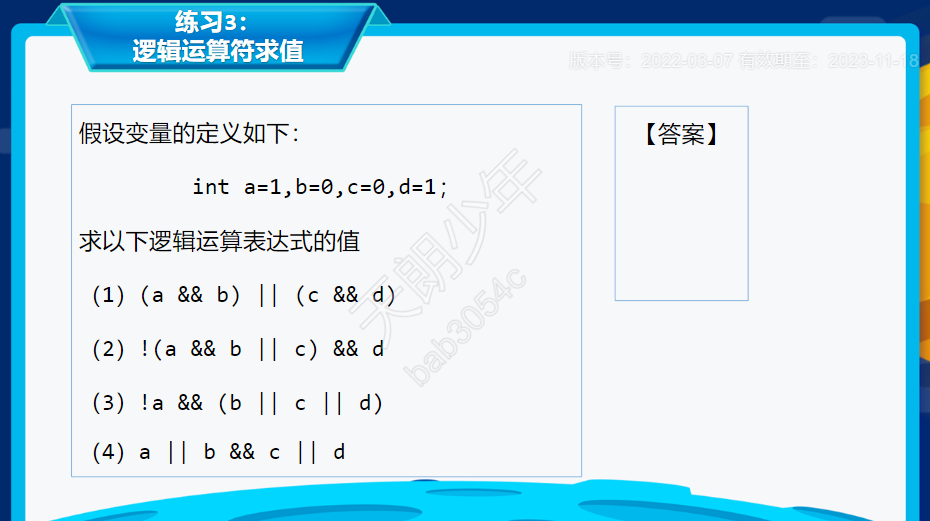 练习3：
逻辑运算符求值
版本号：2022-03-07 有效期至：2023-11-18
假设变量的定义如下：
int a=1,b=0,c=0,d=1;
求以下逻辑运算表达式的值
(1) (a && b) || (c && d)
(2) !(a && b || c) && d
(3) !a && (b || c || d)
(4) a || b && c || d
【答案】
天朗少年
bab3054c